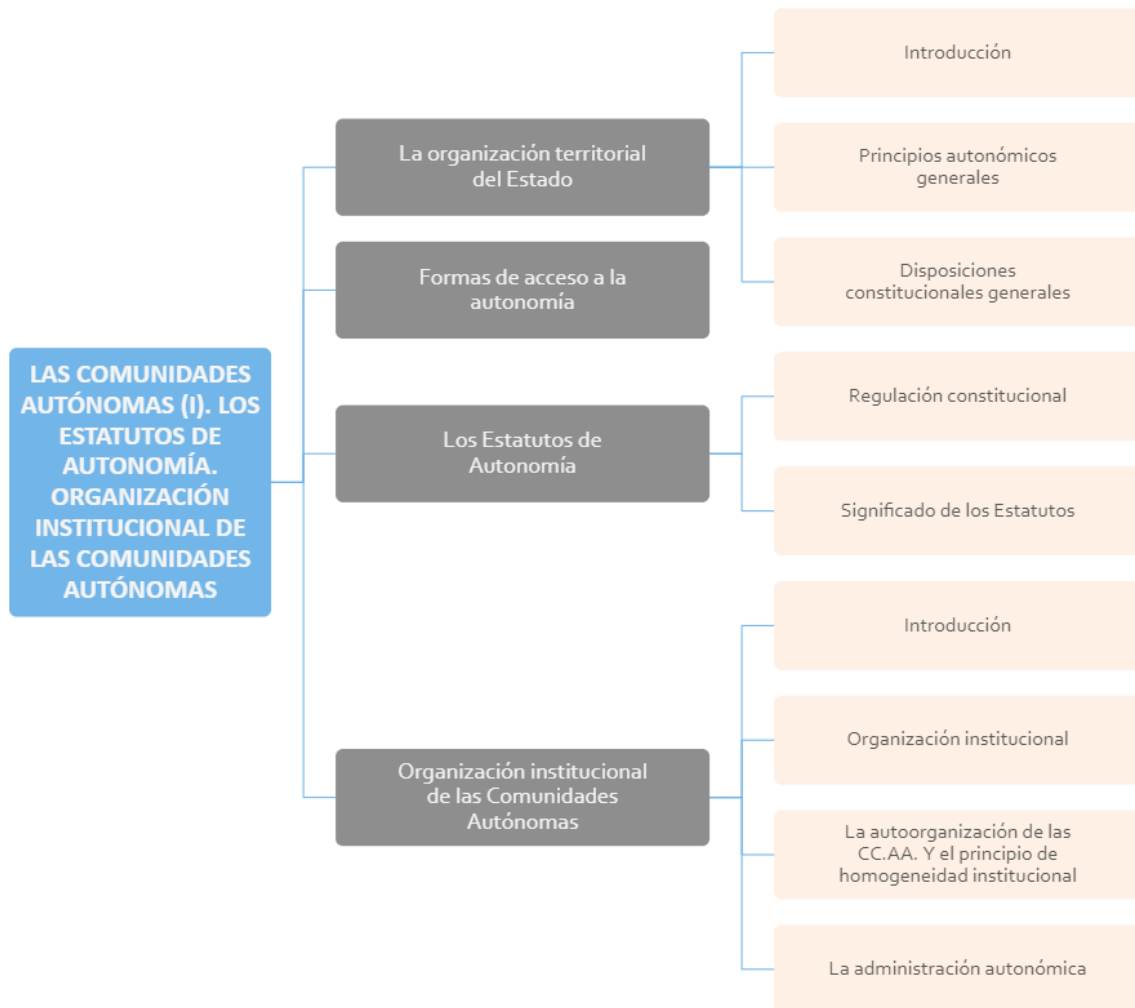 LAS COMUNIDADES
AUTÓNOMAS (I). LOS
ESTATUTOS DE
AUTONOMÍA.
ORGANIZACIÓN
INSTITUCIONAL DE
LAS COMUNIDADES
AUTÓNOMAS
La organización territorial
del Estado
Introducción
Principios autonómicos
generales
Disposiciones
constitucionales generales
Formas de acceso a la
autonomía
Los Estatutos de
Autonomía
Regulación constitucional
Significado de los Estatutos
Organización institucional
de las Comunidades
Autónomas
Introducción
Organización institucional
La autoorganización de las
CC.AA. Y el principio de
homogeneidad institucional
La administración autonómica